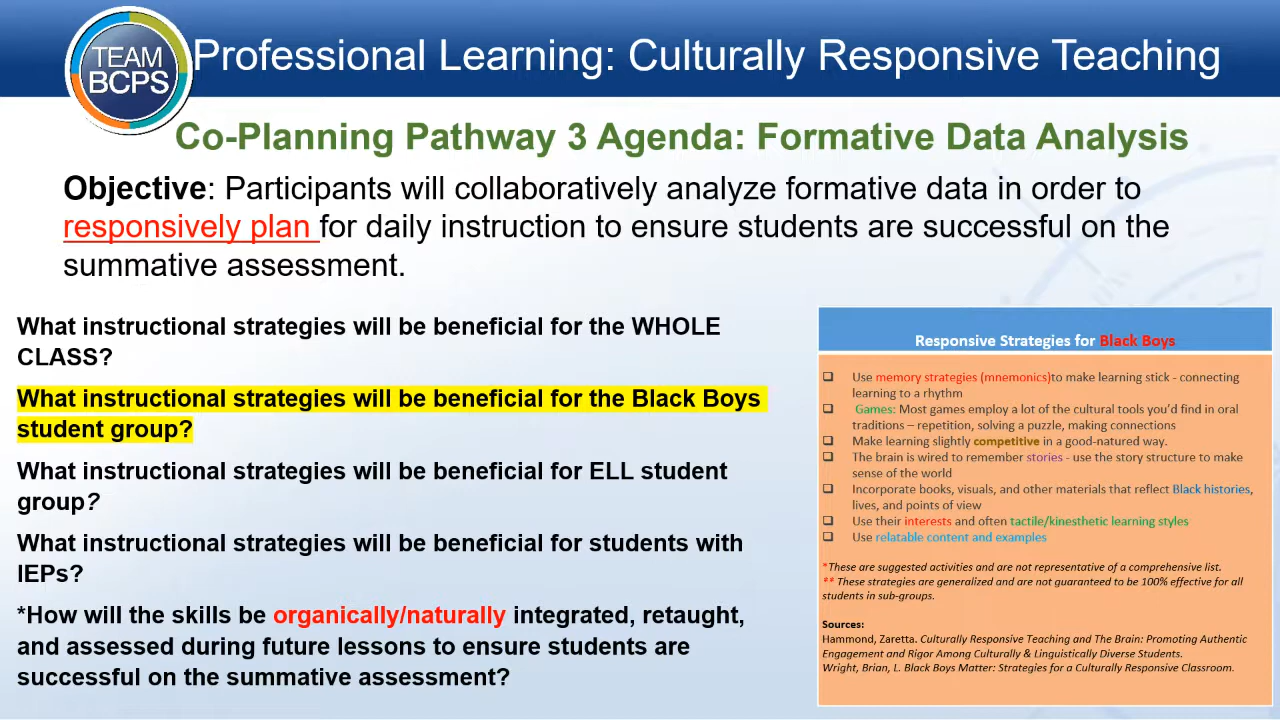 TEAM
BCPS
Professional Learning: Culturally Responsive Teaching
Co-Planning Pathway 3 Agenda: Formative Data Analysis
Objective: Participants will collaboratively analyze formative data in order to
responsively plan for daily instruction to ensure students are successful on the
summative assessment.
What instructional strategies will be beneficial for the WHOLE
CLASS?
What instructional strategies will be beneficial for the Black Boys
student group?
What instructional strategies will be beneficial for ELL student
group?
What instructional strategies will be beneficial for students with
IEPs?
*How will the skills be organically/naturally integrated, retaught,
and assessed during future lessons to ensure students are
successful on the summative assessment?
Responsive Strategies for Black Boys
❑ Use memory strategies (mnemonics)to make learning stick - connecting
learning to a rhythm
❑ Games: Most games employ a lot of the cultural tools you’d find in oral
traditions – repetition, solving a puzzle, making connections
❑ Make learning slightly competitive in a good-natured way.
❑ The brain is wired to remember stories - use the story structure to make
sense of the world
❑ Incorporate books, visuals, and other materials that reflect Black histories,
lives, and points of view
❑ Use their interests and often tactile/kinesthetic learning styles
❑ Use relatable content and examples
*These are suggested activities and are not representative of a comprehensive list.
** These strategies are generalized and are not guaranteed to be 100% effective for all
students in sub-groups.
Sources:
Hammond, Zaretta. Culturally Responsive Teaching and The Brain: Promoting Authentic
Engagement and Rigor Among Culturally & Linguistically Diverse Students.
Wright, Brian, L. Black Boys Matter: Strategies for a Culturally Responsive Classroom.